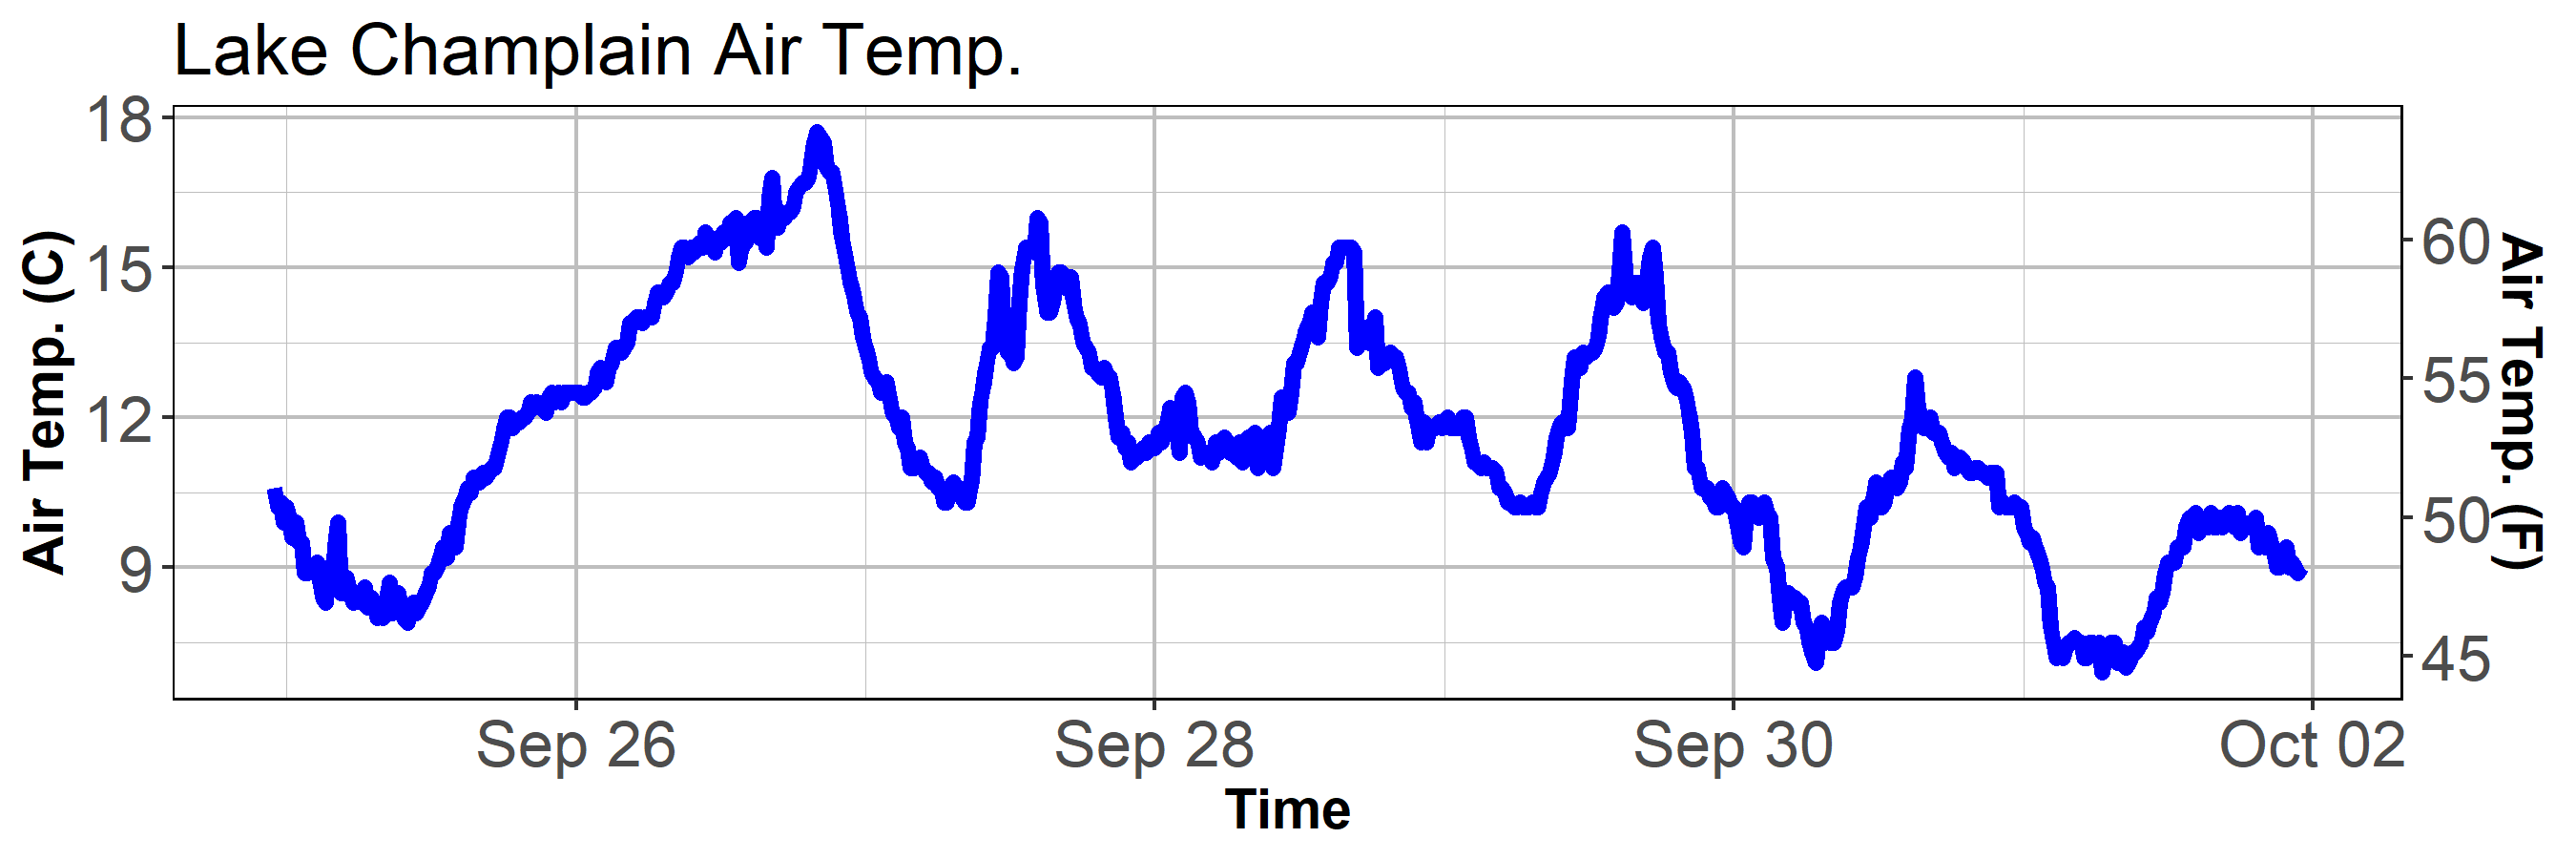 Lake Champlain Air Temp.
18
15
12
9
Air Temp. (C)
60
55
50
45
Air Temp. (F)
Sep 26
Sep 28
Sep 30
Oct 02
Time